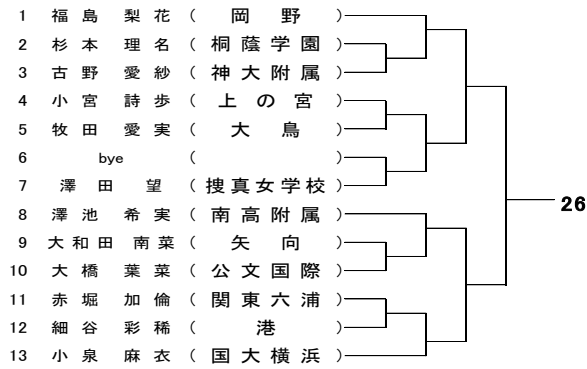 1 福島 梨花 ( 岡野 )
2 杉本 理名 ( 桐蔭学園 )
3 古野 愛紗 ( 神大附属 )
4 小宮 詩歩 ( 上の宮 )
5 牧田 愛実 ( 大鳥 )
6 bye ( )
7 澤田 望 ( 捜真女学校 )
26
8 澤池 希実 ( 南高附属 )
9 大和田 南菜 ( 矢向 )
10 大橋 葉菜 ( 公文国際 )
11 赤堀 加倫 ( 関東六浦 )
12 細谷 彩稀 ( 港 )
13 小泉 麻衣 ( 国大横浜 )